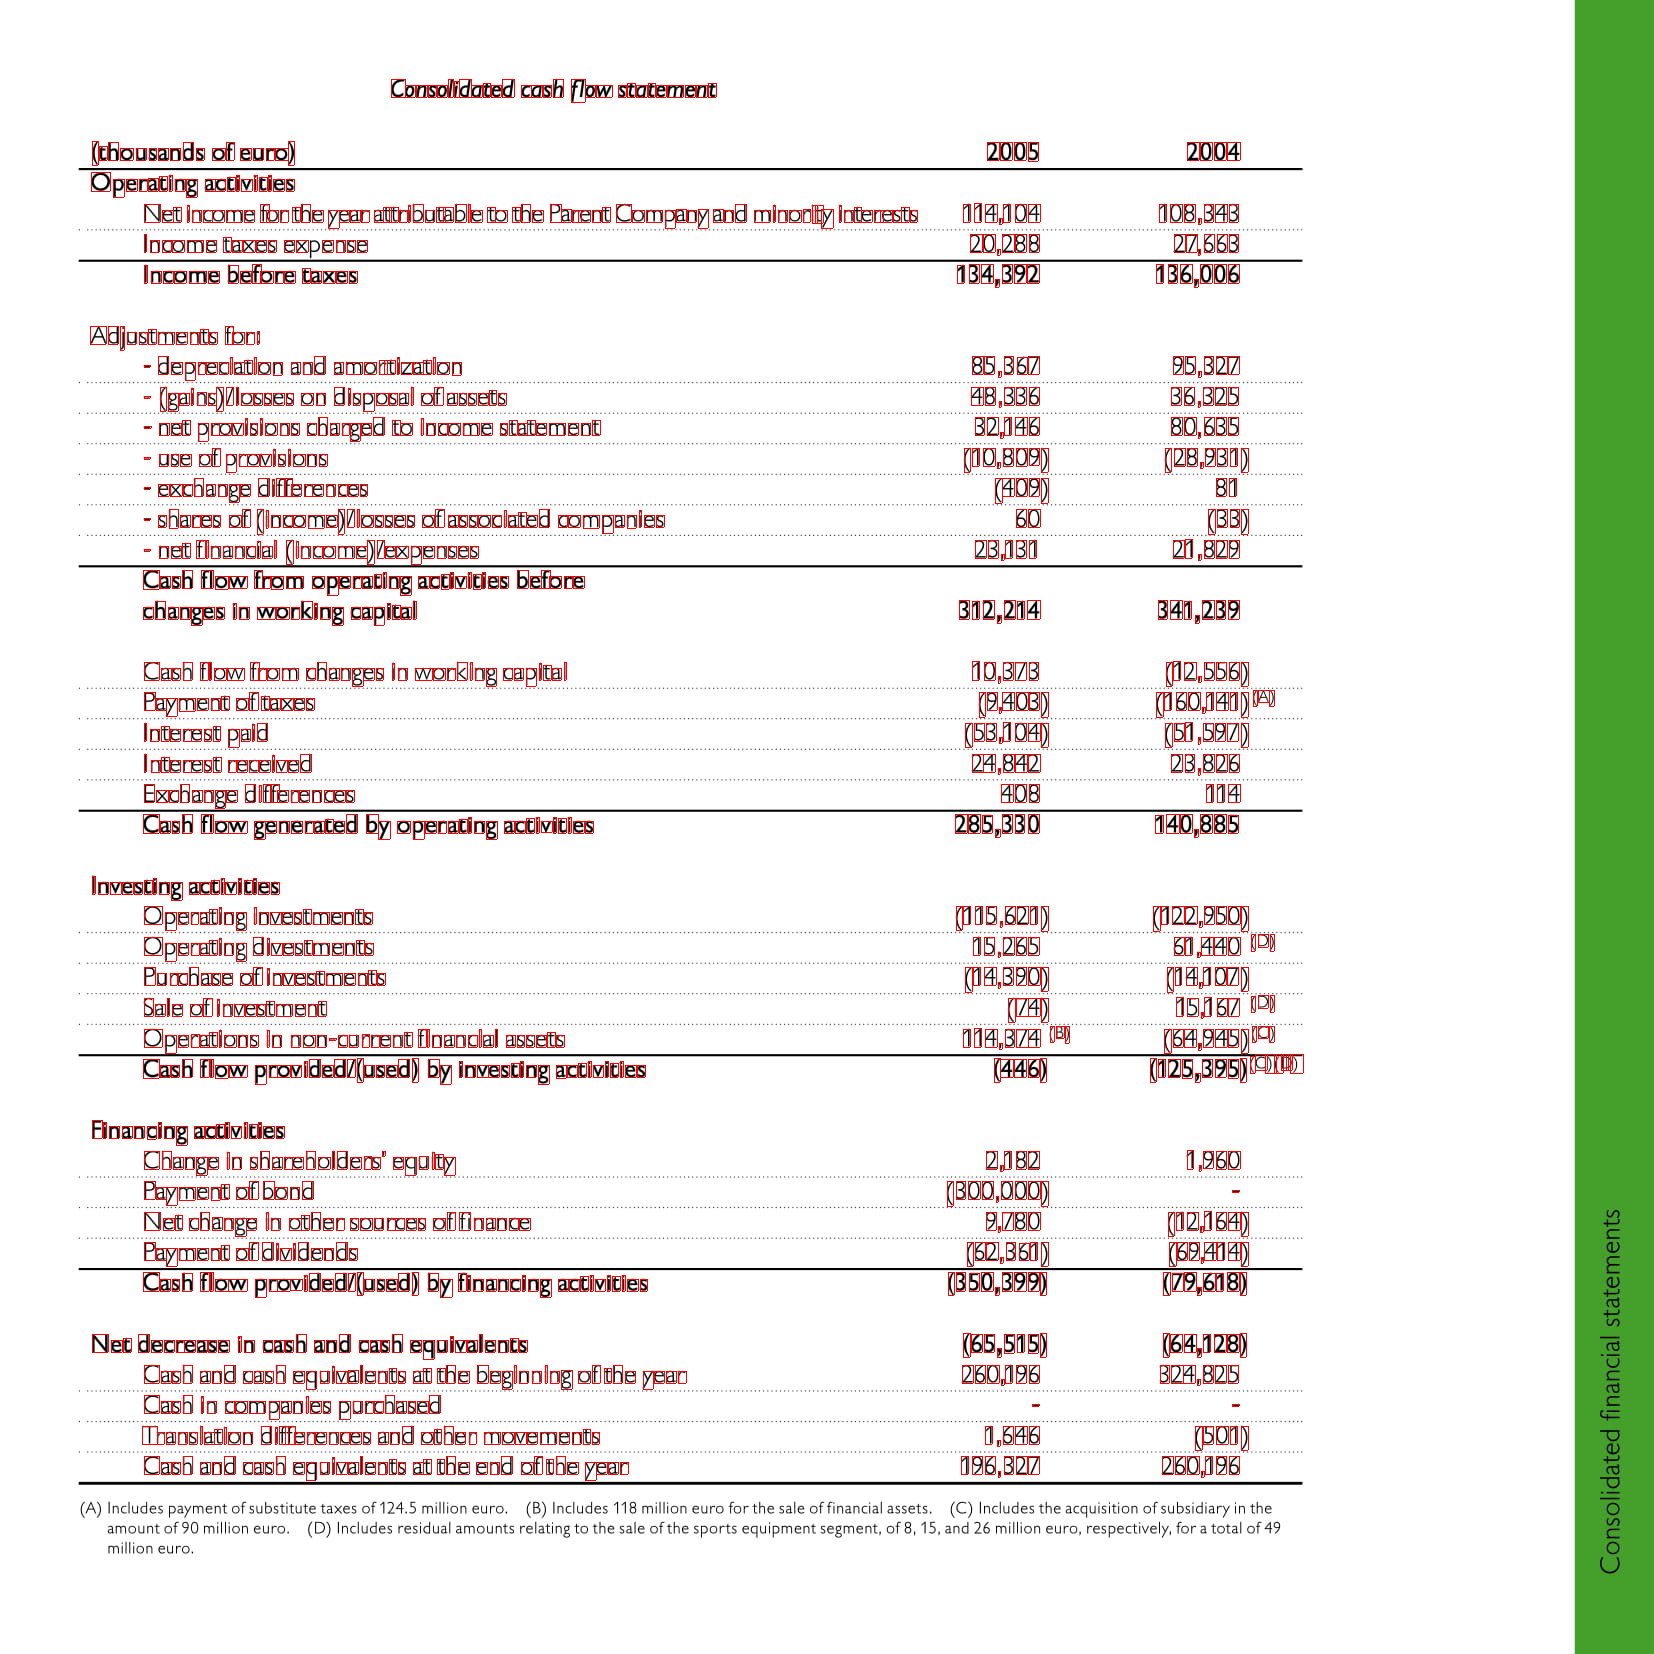 Consolidated cash flow statement
(thousands of euro) 2005 2004
Operating activities
Net income for the year attributable to the Parent Company and minority interests 114,104 108,343
Income taxes expense 20,288 27,663
Income before taxes 134,392 136,006
Adjustments for:
- depreciation and amortization 85,367 95,327
- (gains)/losses on disposal of assets 48,336 36,325
- net provisions charged to income statement 32,146 80,635
- use of provisions (10,809) (28,931)
- exchange differences (409) 81
- shares of (income)/losses of associated companies 60 (33)
- net financial (income)/expenses 23,131 21,829
Cash flow from operating activities before
changes in working capital 312,214 341,239
Cash flow from changes in working capital 10,373 (12,556)
Payment of taxes (9,403) (160,141) (A)
Interest paid (53,104) (51,597)
Interest received 24,842 23,826
Exchange differences 408 114
Cash flow generated by operating activities 285,330 140,885
Investing activities
Operating investments (115,621) (122,950)
Operating divestments 15,265 61,440 (D)
Purchase of investments (14,390) (14,107)
Sale of investment (74) 15,167 (D)
Operations in non-current financial assets 114,374 (B) (64,945) (C)
Cash flow provided/(used) by investing activities (446) (125,395) (C) (D)
Financing activities
Change in shareholders' equity 2,182 1,960
Payment of bond (300,000) -
Net change in other sources of finance 9,780 (12,164)
Payment of dividends (62,361) (69,414)
Cash flow provided/(used) by financing activities (350,399) (79,618)
Net decrease in cash and cash equivalents (65,515) (64,128)
Cash and cash equivalents at the beginning of the year 260,196 324,825
Cash in companies purchased - -
Translation differences and other movements 1,646 (501)
Cash and cash equivalents at the end of the year 196,327 260,196
(A) Includes payment of substitute taxes of 124.5 million euro. (B) Includes 118 million euro for the sale of financial assets. (C) Includes the acquisition of subsidiary in the
amount of 90 million euro. (D) Includes residual amounts relating to the sale of the sports equipment segment, of 8, 15, and 26 million euro, respectively, for a total of 49
million euro.
Consolidated financial statements